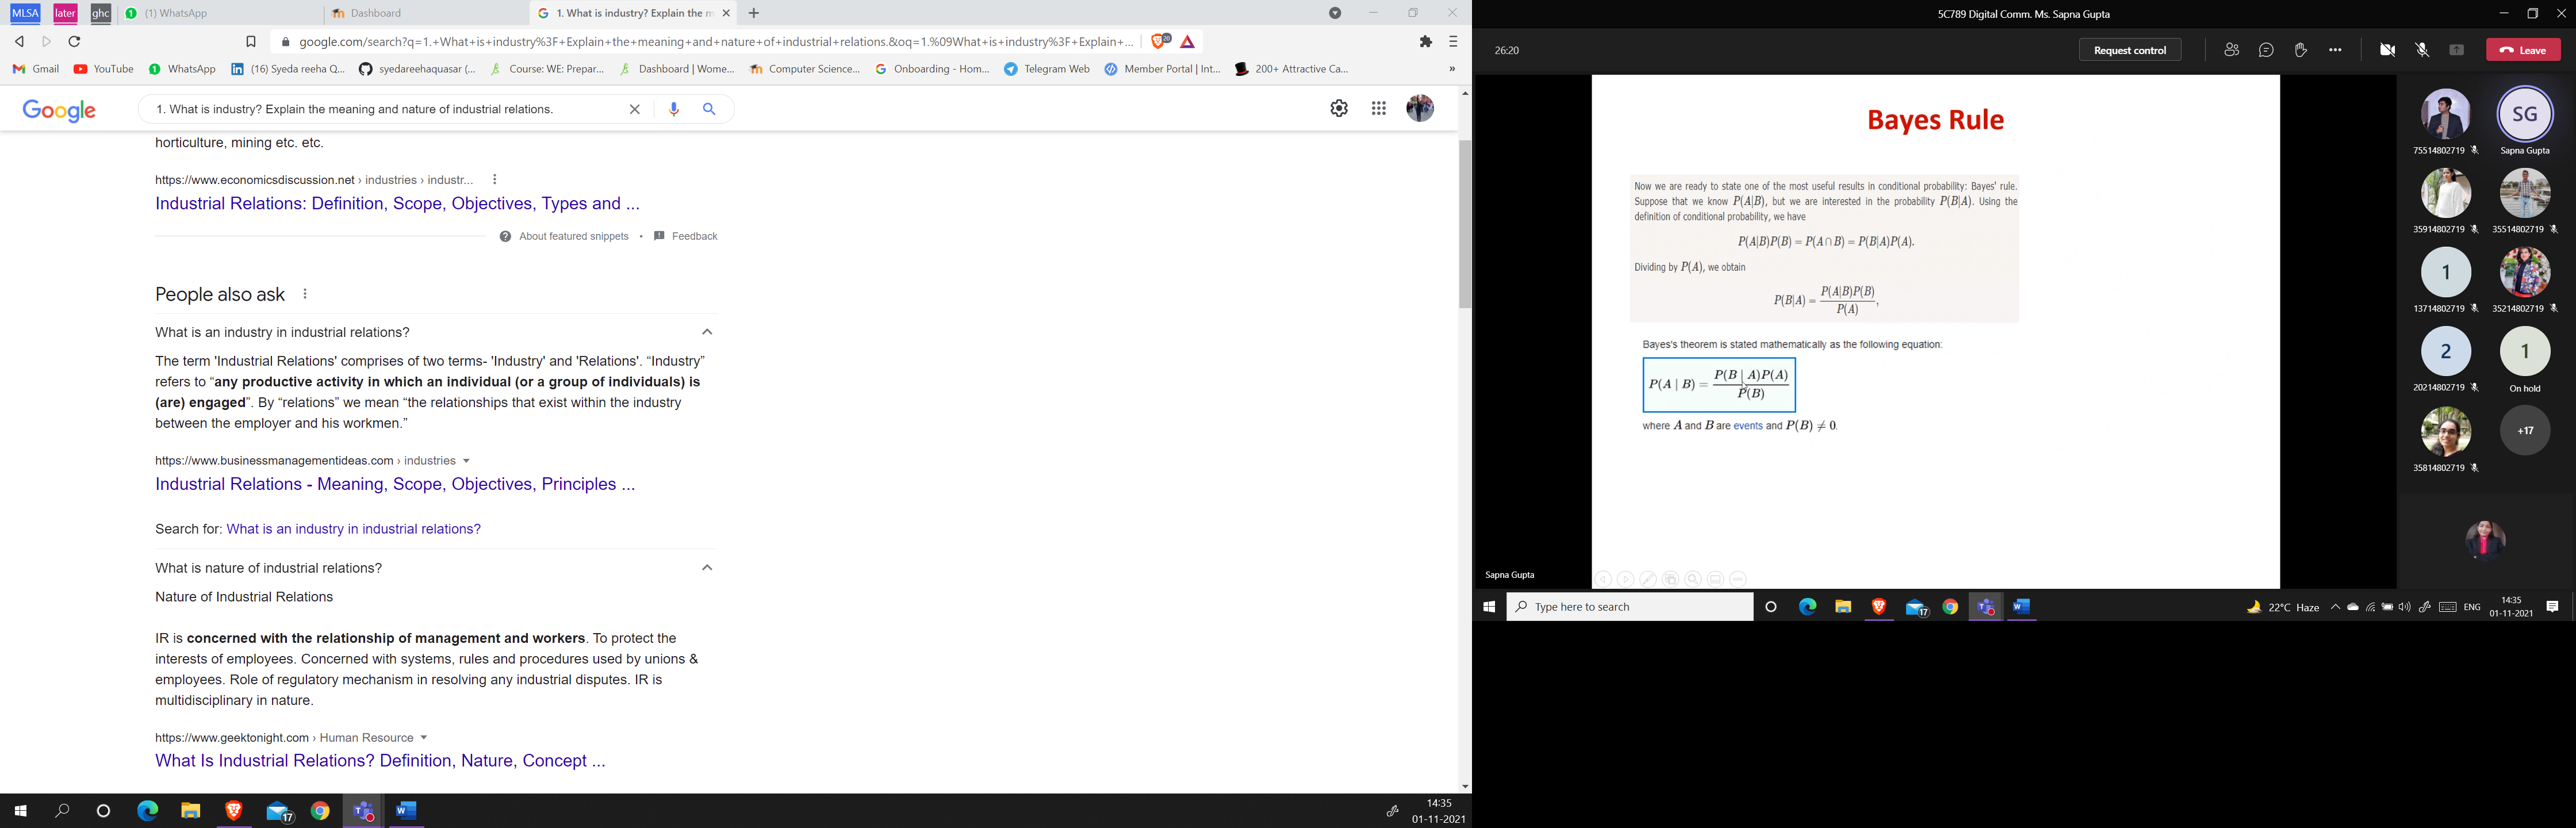 MLSA later ghc (1) WhatsApp Dashboard 1. What is industry? Explain the m
google.com/search?q=1.+What+is+industry%3F+Explain+the+meaning+and+nature+of+industrial+relations.&oq=1.%09What+is+industry%3F+Explain+... 20
Gmail YouTube WhatsApp (16) Syeda reeha Q... syedareehaquasar (... Course: WE: Prepar... Dashboard | Wome... Computer Science... Onboarding - Hom... Telegram Web Member Portal | Int... 200+ Attractive Ca... »
Google 1. What is industry? Explain the meaning and nature of industrial relations.
horticulture, mining etc. etc.
https://www.economicsdiscussion.net › industries › industr...
Industrial Relations: Definition, Scope, Objectives, Types and ...
About featured snippets • Feedback
People also ask
What is an industry in industrial relations?
The term 'Industrial Relations' comprises of two terms- 'Industry' and 'Relations'. “Industry”
refers to “any productive activity in which an individual (or a group of individuals) is
(are) engaged”. By “relations” we mean “the relationships that exist within the industry
between the employer and his workmen.”
https://www.businessmanagementideas.com › industries
Industrial Relations - Meaning, Scope, Objectives, Principles ...
Search for: What is an industry in industrial relations?
What is nature of industrial relations?
Nature of Industrial Relations
IR is concerned with the relationship of management and workers. To protect the
interests of employees. Concerned with systems, rules and procedures used by unions &
employees. Role of regulatory mechanism in resolving any industrial disputes. IR is
multidisciplinary in nature.
https://www.geektonight.com › Human Resource
What Is Industrial Relations? Definition, Nature, Concept ...
17
14:35
01-11-2021
5C789 Digital Comm. Ms. Sapna Gupta
26:20 Request control Leave
Bayes Rule
Now we are ready to state one of the most useful results in conditional probability: Bayes' rule.
Suppose that we know P(A|B), but we are interested in the probability P(B|A). Using the
definition of conditional probability, we have
P(A|B)P(B) = P(A ∩ B) = P(B|A)P(A).
Dividing by P(A), we obtain
P(B|A) = P(A|B)P(B) / P(A),
Bayes's theorem is stated mathematically as the following equation:
P(A | B) = P(B | A)P(A) / P(B)
where A and B are events and P(B) ≠ 0.
SG
75514802719 Sapna Gupta
35914802719 35514802719
1
13714802719 35214802719
2 1
20214802719 On hold
+17
35814802719
Sapna Gupta
Type here to search 17 22°C Haze ENG
14:35
01-11-2021